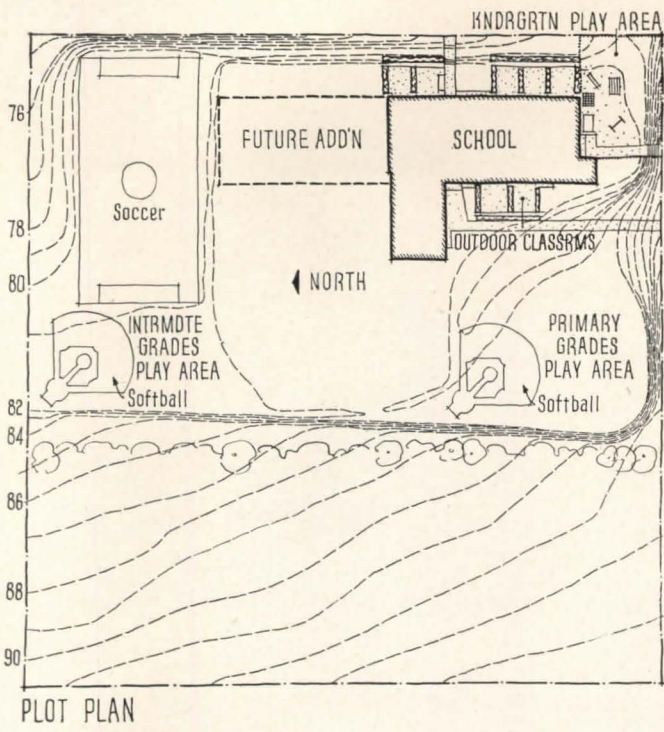 KNDRGRTN PLAY AREA
76
FUTURE ADD'N
SCHOOL
Soccer
78
OUTDOOR CLASSRMS
80
NORTH
INTRMDTE
GRADES
PLAY AREA
Softball
PRIMARY
GRADES
PLAY AREA
Softball
82
84
86
88
90
PLOT PLAN